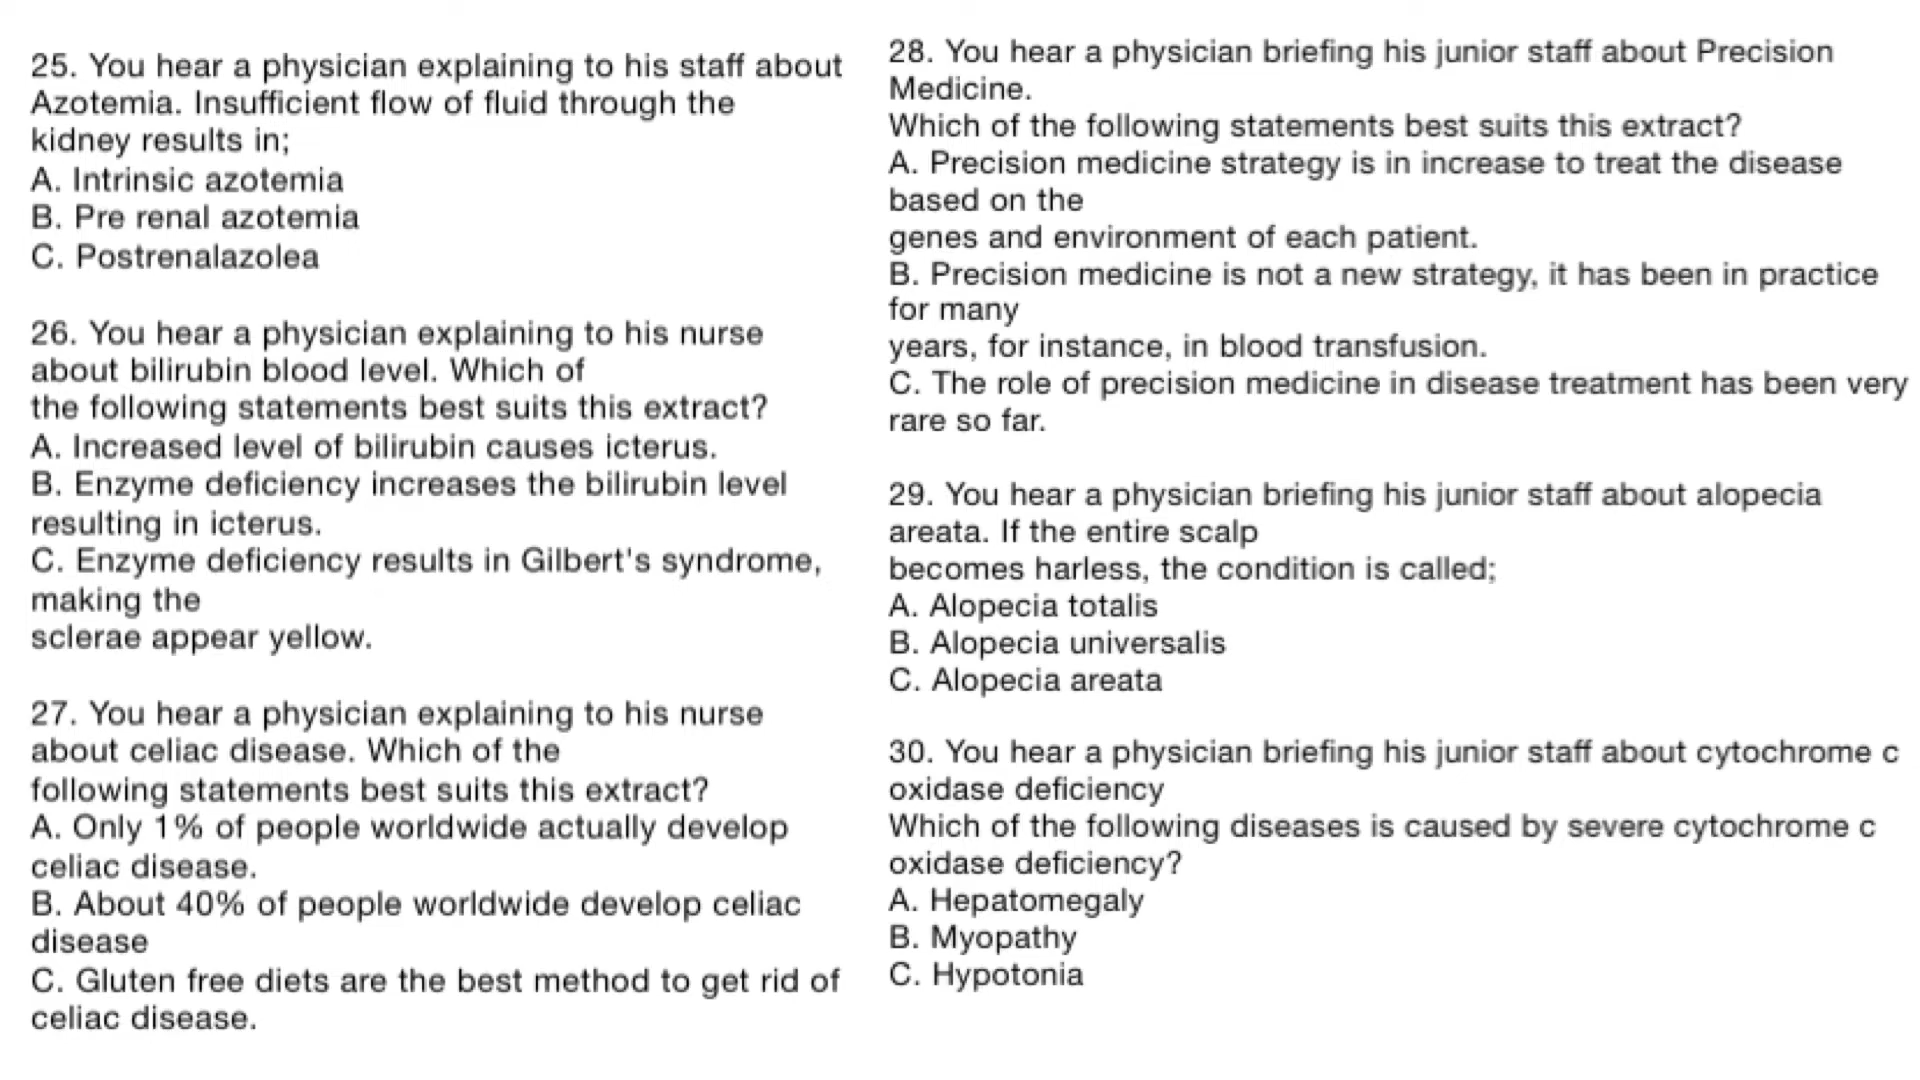 25. You hear a physician explaining to his staff about
Azotemia. Insufficient flow of fluid through the
kidney results in;
A. Intrinsic azotemia
B. Pre renal azotemia
C. Postrenalazolea
26. You hear a physician explaining to his nurse
about bilirubin blood level. Which of
the following statements best suits this extract?
A. Increased level of bilirubin causes icterus.
B. Enzyme deficiency increases the bilirubin level
resulting in icterus.
C. Enzyme deficiency results in Gilbert's syndrome,
making the
sclerae appear yellow.
27. You hear a physician explaining to his nurse
about celiac disease. Which of the
following statements best suits this extract?
A. Only 1% of people worldwide actually develop
celiac disease.
B. About 40% of people worldwide develop celiac
disease
C. Gluten free diets are the best method to get rid of
celiac disease.
28. You hear a physician briefing his junior staff about Precision
Medicine.
Which of the following statements best suits this extract?
A. Precision medicine strategy is in increase to treat the disease
based on the
genes and environment of each patient.
B. Precision medicine is not a new strategy, it has been in practice
for many
years, for instance, in blood transfusion.
C. The role of precision medicine in disease treatment has been very
rare so far.
29. You hear a physician briefing his junior staff about alopecia
areata. If the entire scalp
becomes harless, the condition is called;
A. Alopecia totalis
B. Alopecia universalis
C. Alopecia areata
30. You hear a physician briefing his junior staff about cytochrome c
oxidase deficiency
Which of the following diseases is caused by severe cytochrome c
oxidase deficiency?
A. Hepatomegaly
B. Myopathy
C. Hypotonia